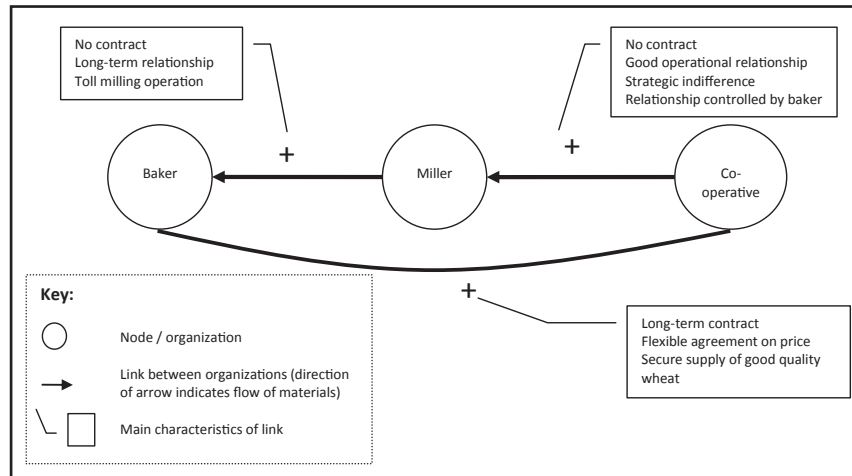 No contract
Long-term relationship
Toll milling operation
No contract
Good operational relationship
Strategic indifference
Relationship controlled by baker
+
+
Baker
Miller
Co-
operative
+
Key:
Node / organization
Link between organizations (direction
of arrow indicates flow of materials)
Main characteristics of link
Long-term contract
Flexible agreement on price
Secure supply of good quality
wheat